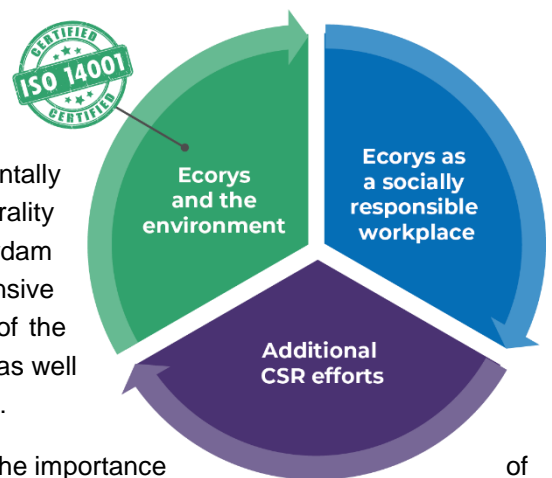 CERTIFIED
ISO 14001
CERTIFIED
Ecorys
and the
environment
Ecorys as
a socially
responsible
workplace
Additional
CSR efforts
ntally
rality
rdam
nsive
of the
as well
.
he importance of